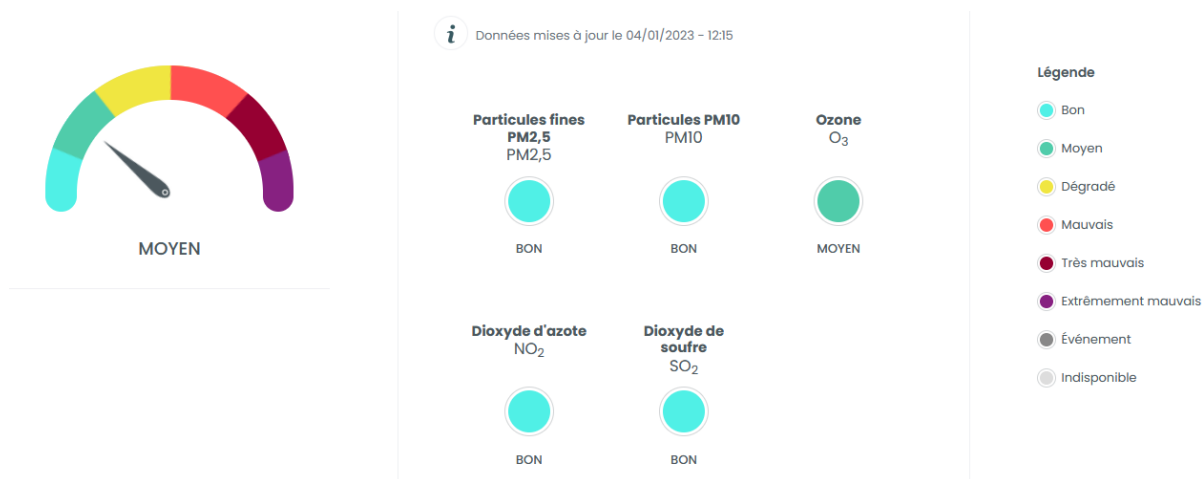 MOYEN
Données mises à jour le 04/01/2023 - 12:15
Particules fines
PM2,5
PM2,5
BON
Particules PM10
PM10
BON
Ozone
O₃
MOYEN
Dioxyde d'azote
NO₂
BON
Dioxyde de
soufre
SO₂
BON
Légende
Bon
Moyen
Dégradé
Mauvais
Très mauvais
Extrêmement mauvais
Événement
Indisponible